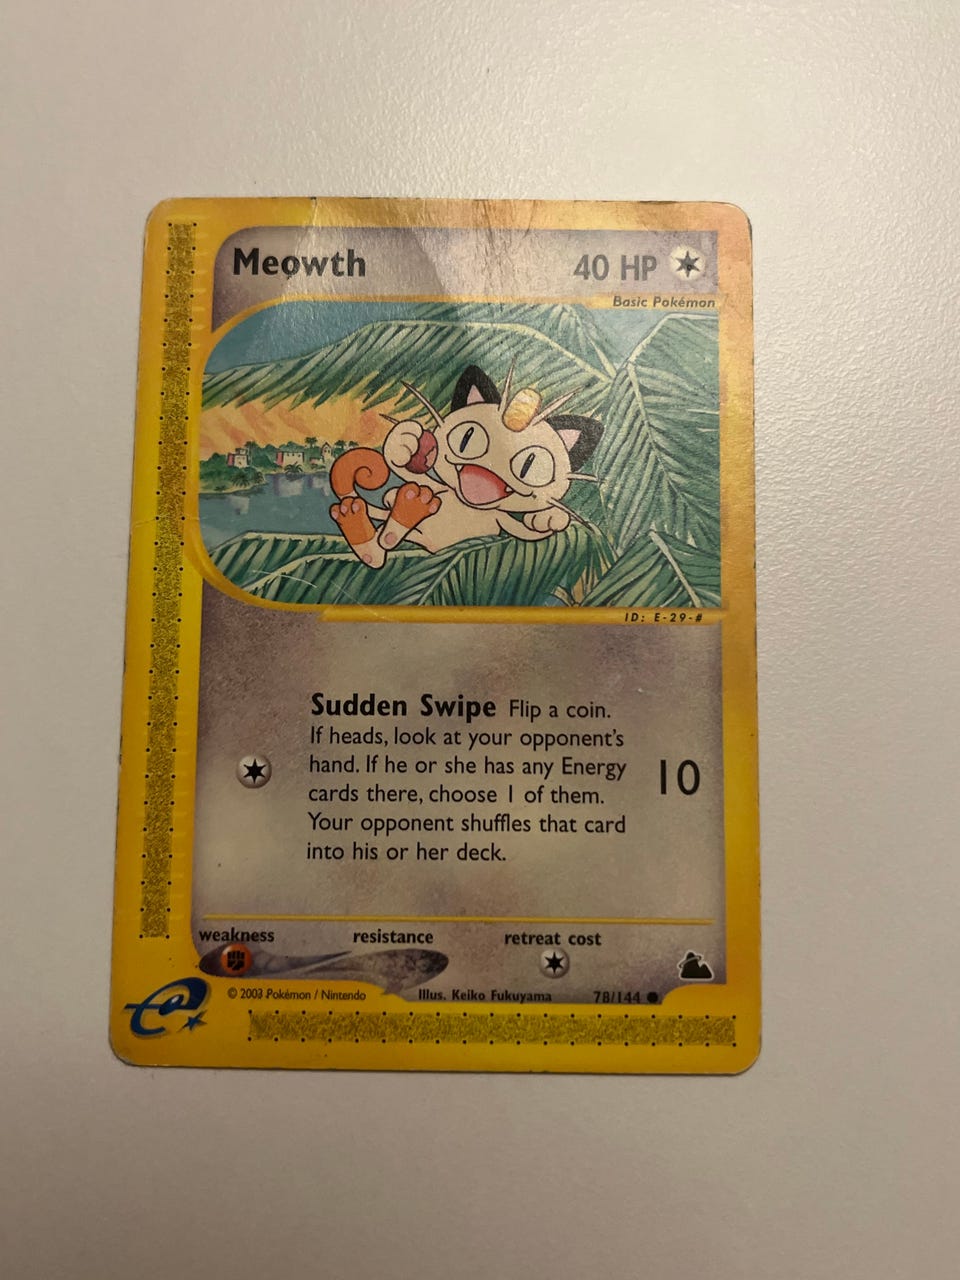 Meowth 40 HP
Basic Pokémon
ID: E-29-#
Sudden Swipe Flip a coin.
If heads, look at your opponent's
hand. If he or she has any Energy
cards there, choose 1 of them.
Your opponent shuffles that card
into his or her deck.
10
weakness resistance retreat cost
© 2003 Pokémon / Nintendo Illus. Keiko Fukuyama 78/144
e